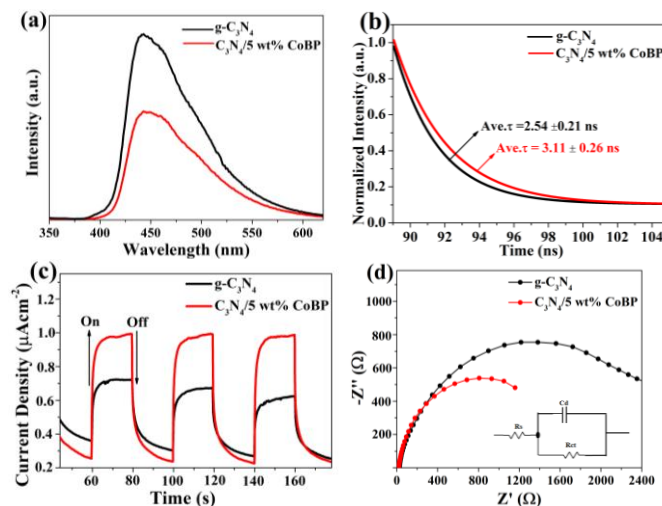 (a)
g-C₃N₄
C₃N₄/5 wt% CoBP
Intensity (a.u.)
350 400 450 500 550 600
Wavelength (nm)
(b)
g-C₃N₄
C₃N₄/5 wt% CoBP
Ave.τ =2.54 ±0.21 ns
Ave.τ = 3.11 ± 0.26 ns
Normalized Intensity (a.u.)
1.0
0.8
0.6
0.4
0.2
0.0
90 92 94 96 98 100 102 104
Time (ns)
(c)
g-C₃N₄
C₃N₄/5 wt% CoBP
On
Off
Current Density (μAcm⁻²)
1.4
1.2
1.0
0.8
0.6
0.4
0.2
60 80 100 120 140 160
Time (s)
(d)
g-C₃N₄
C₃N₄/5 wt% CoBP
-Z'' (Ω)
1000
800
600
400
200
0 400 800 1200 1600 2000 2400
Z' (Ω)
Cd
Rs
Rct